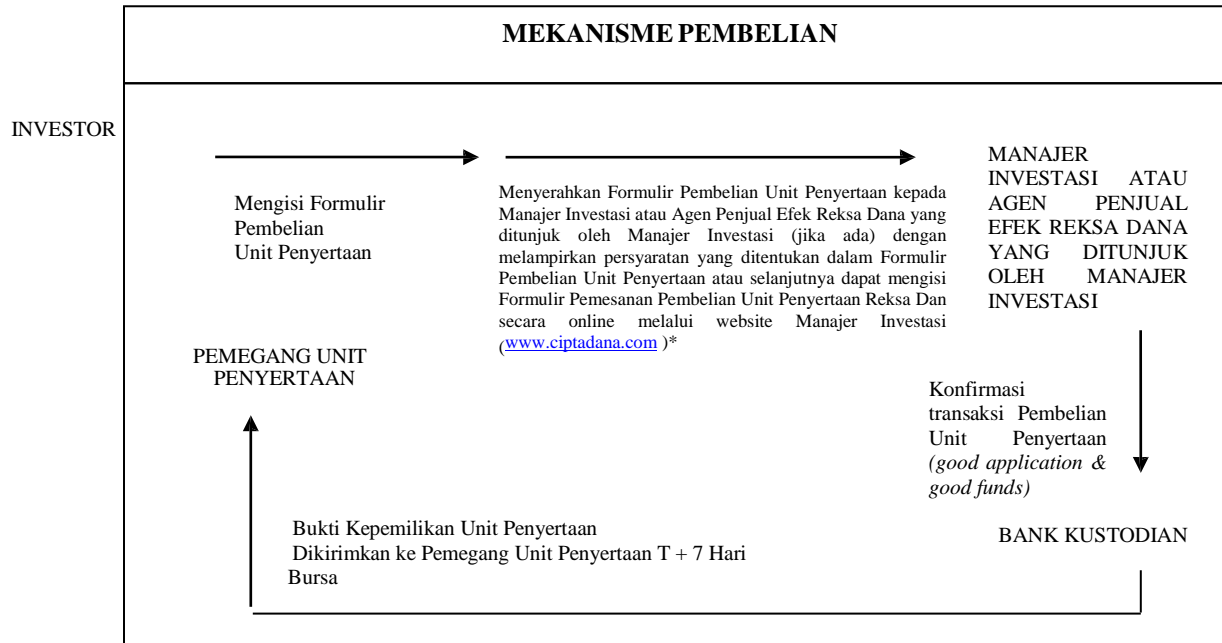 MEKANISME PEMBELIAN
INVESTOR
Mengisi Formulir
Pembelian
Unit Penyertaan
Menyerahkan Formulir Pembelian Unit Penyertaan kepada
Manajer Investasi atau Agen Penjual Efek Reksa Dana yang
ditunjuk oleh Manajer Investasi (jika ada) dengan
melampirkan persyaratan yang ditentukan dalam Formulir
Pembelian Unit Penyertaan atau selanjutnya dapat mengisi
Formulir Pemesanan Pembelian Unit Penyertaan Reksa Dan
secara online melalui website Manajer Investasi
(www.ciptadana.com )*
MANAJER
INVESTASI ATAU
AGEN PENJUAL
EFEK REKSA DANA
YANG DITUNJUK
OLEH MANAJER
INVESTASI
PEMEGANG UNIT
PENYERTAAN
Konfirmasi
transaksi Pembelian
Unit Penyertaan
(good application &
good funds)
Bukti Kepemilikan Unit Penyertaan
Dikirimkan ke Pemegang Unit Penyertaan T + 7 Hari
Bursa
BANK KUSTODIAN